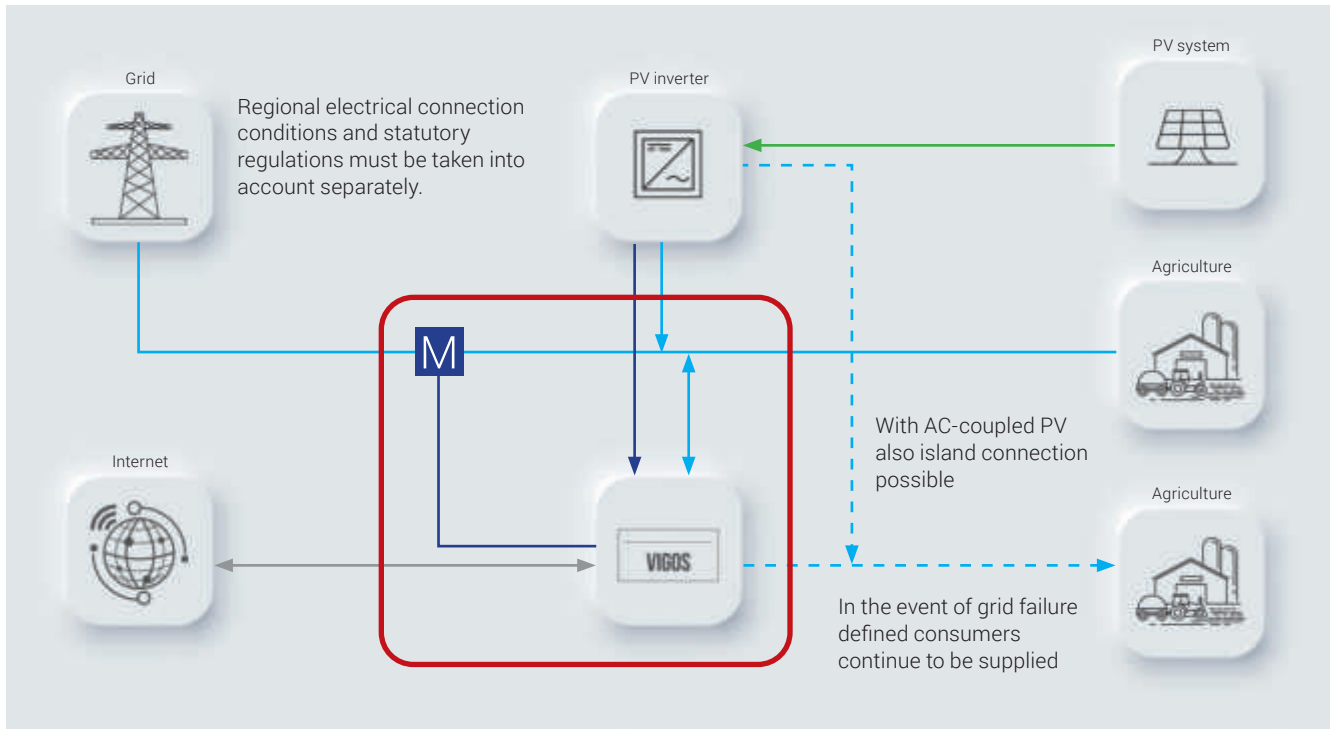 Grid
Regional electrical connection
conditions and statutory
regulations must be taken into
account separately.
PV inverter
PV system
Agriculture
M
With AC-coupled PV
also island connection
possible
Internet
VIGOS
Agriculture
In the event of grid failure
defined consumers
continue to be supplied